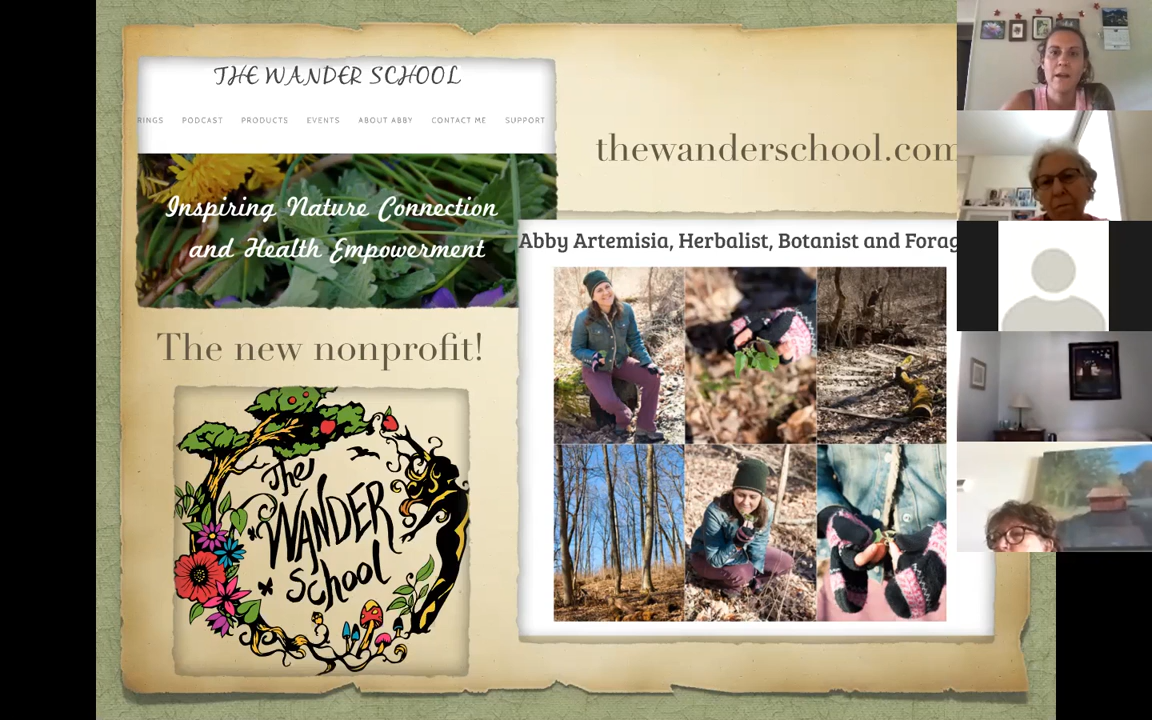 THE WANDER SCHOOL
RINGS PODCAST PRODUCTS EVENTS ABOUT ABBY CONTACT ME SUPPORT
Inspiring Nature Connection
and Health Empowerment
thewanderschool.com
Abby Artemisia, Herbalist, Botanist and Forag
The new nonprofit!
The
WANDER
School